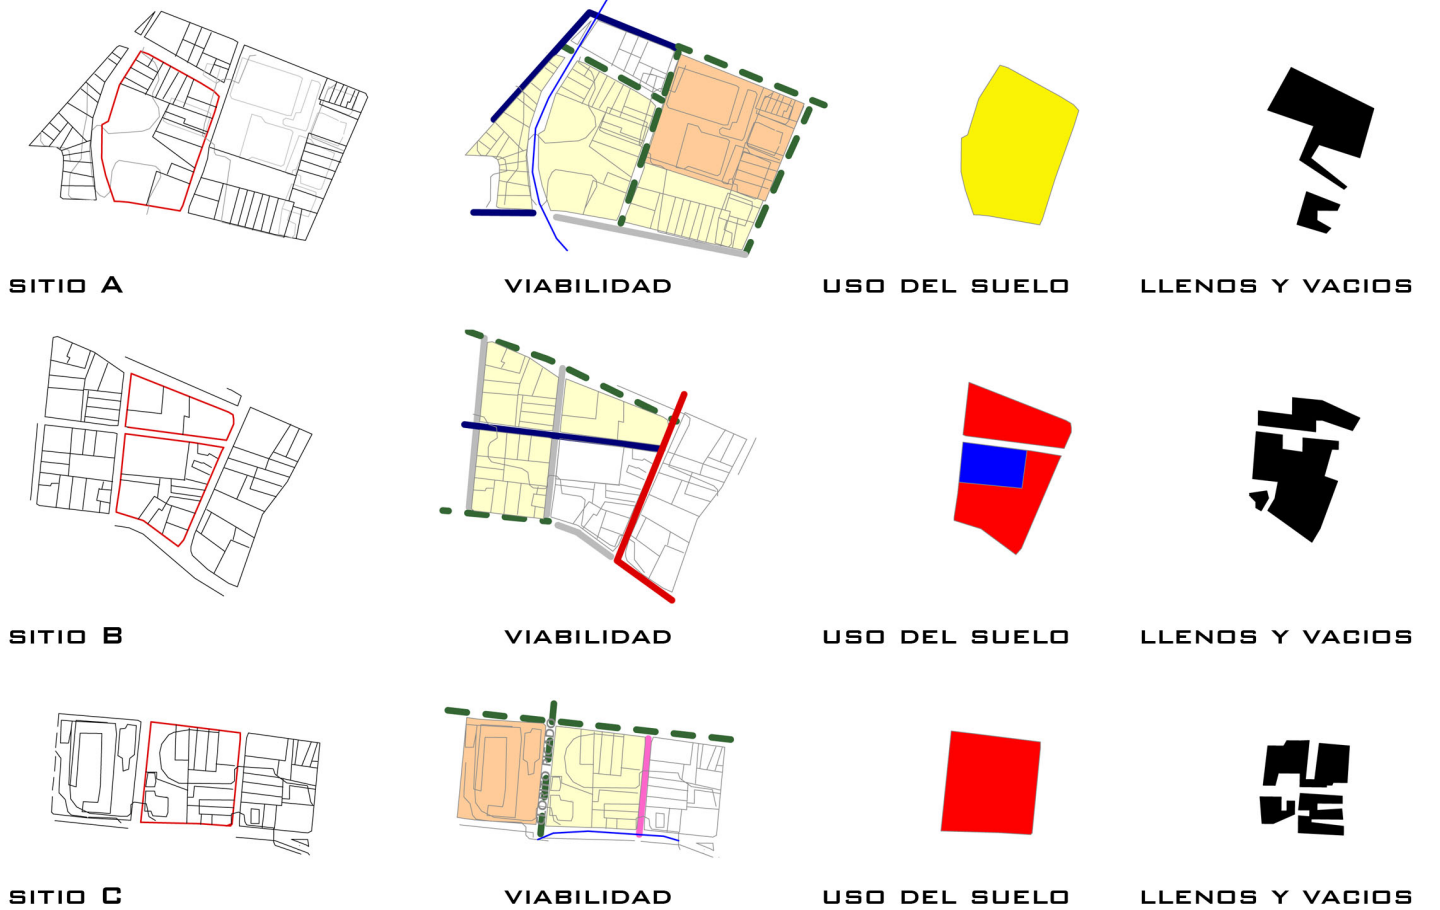 SITIO A
VIABILIDAD
USO DEL SUELO
LLENOS Y VACIOS
SITIO B
VIABILIDAD
USO DEL SUELO
LLENOS Y VACIOS
SITIO C
VIABILIDAD
USO DEL SUELO
LLENOS Y VACIOS